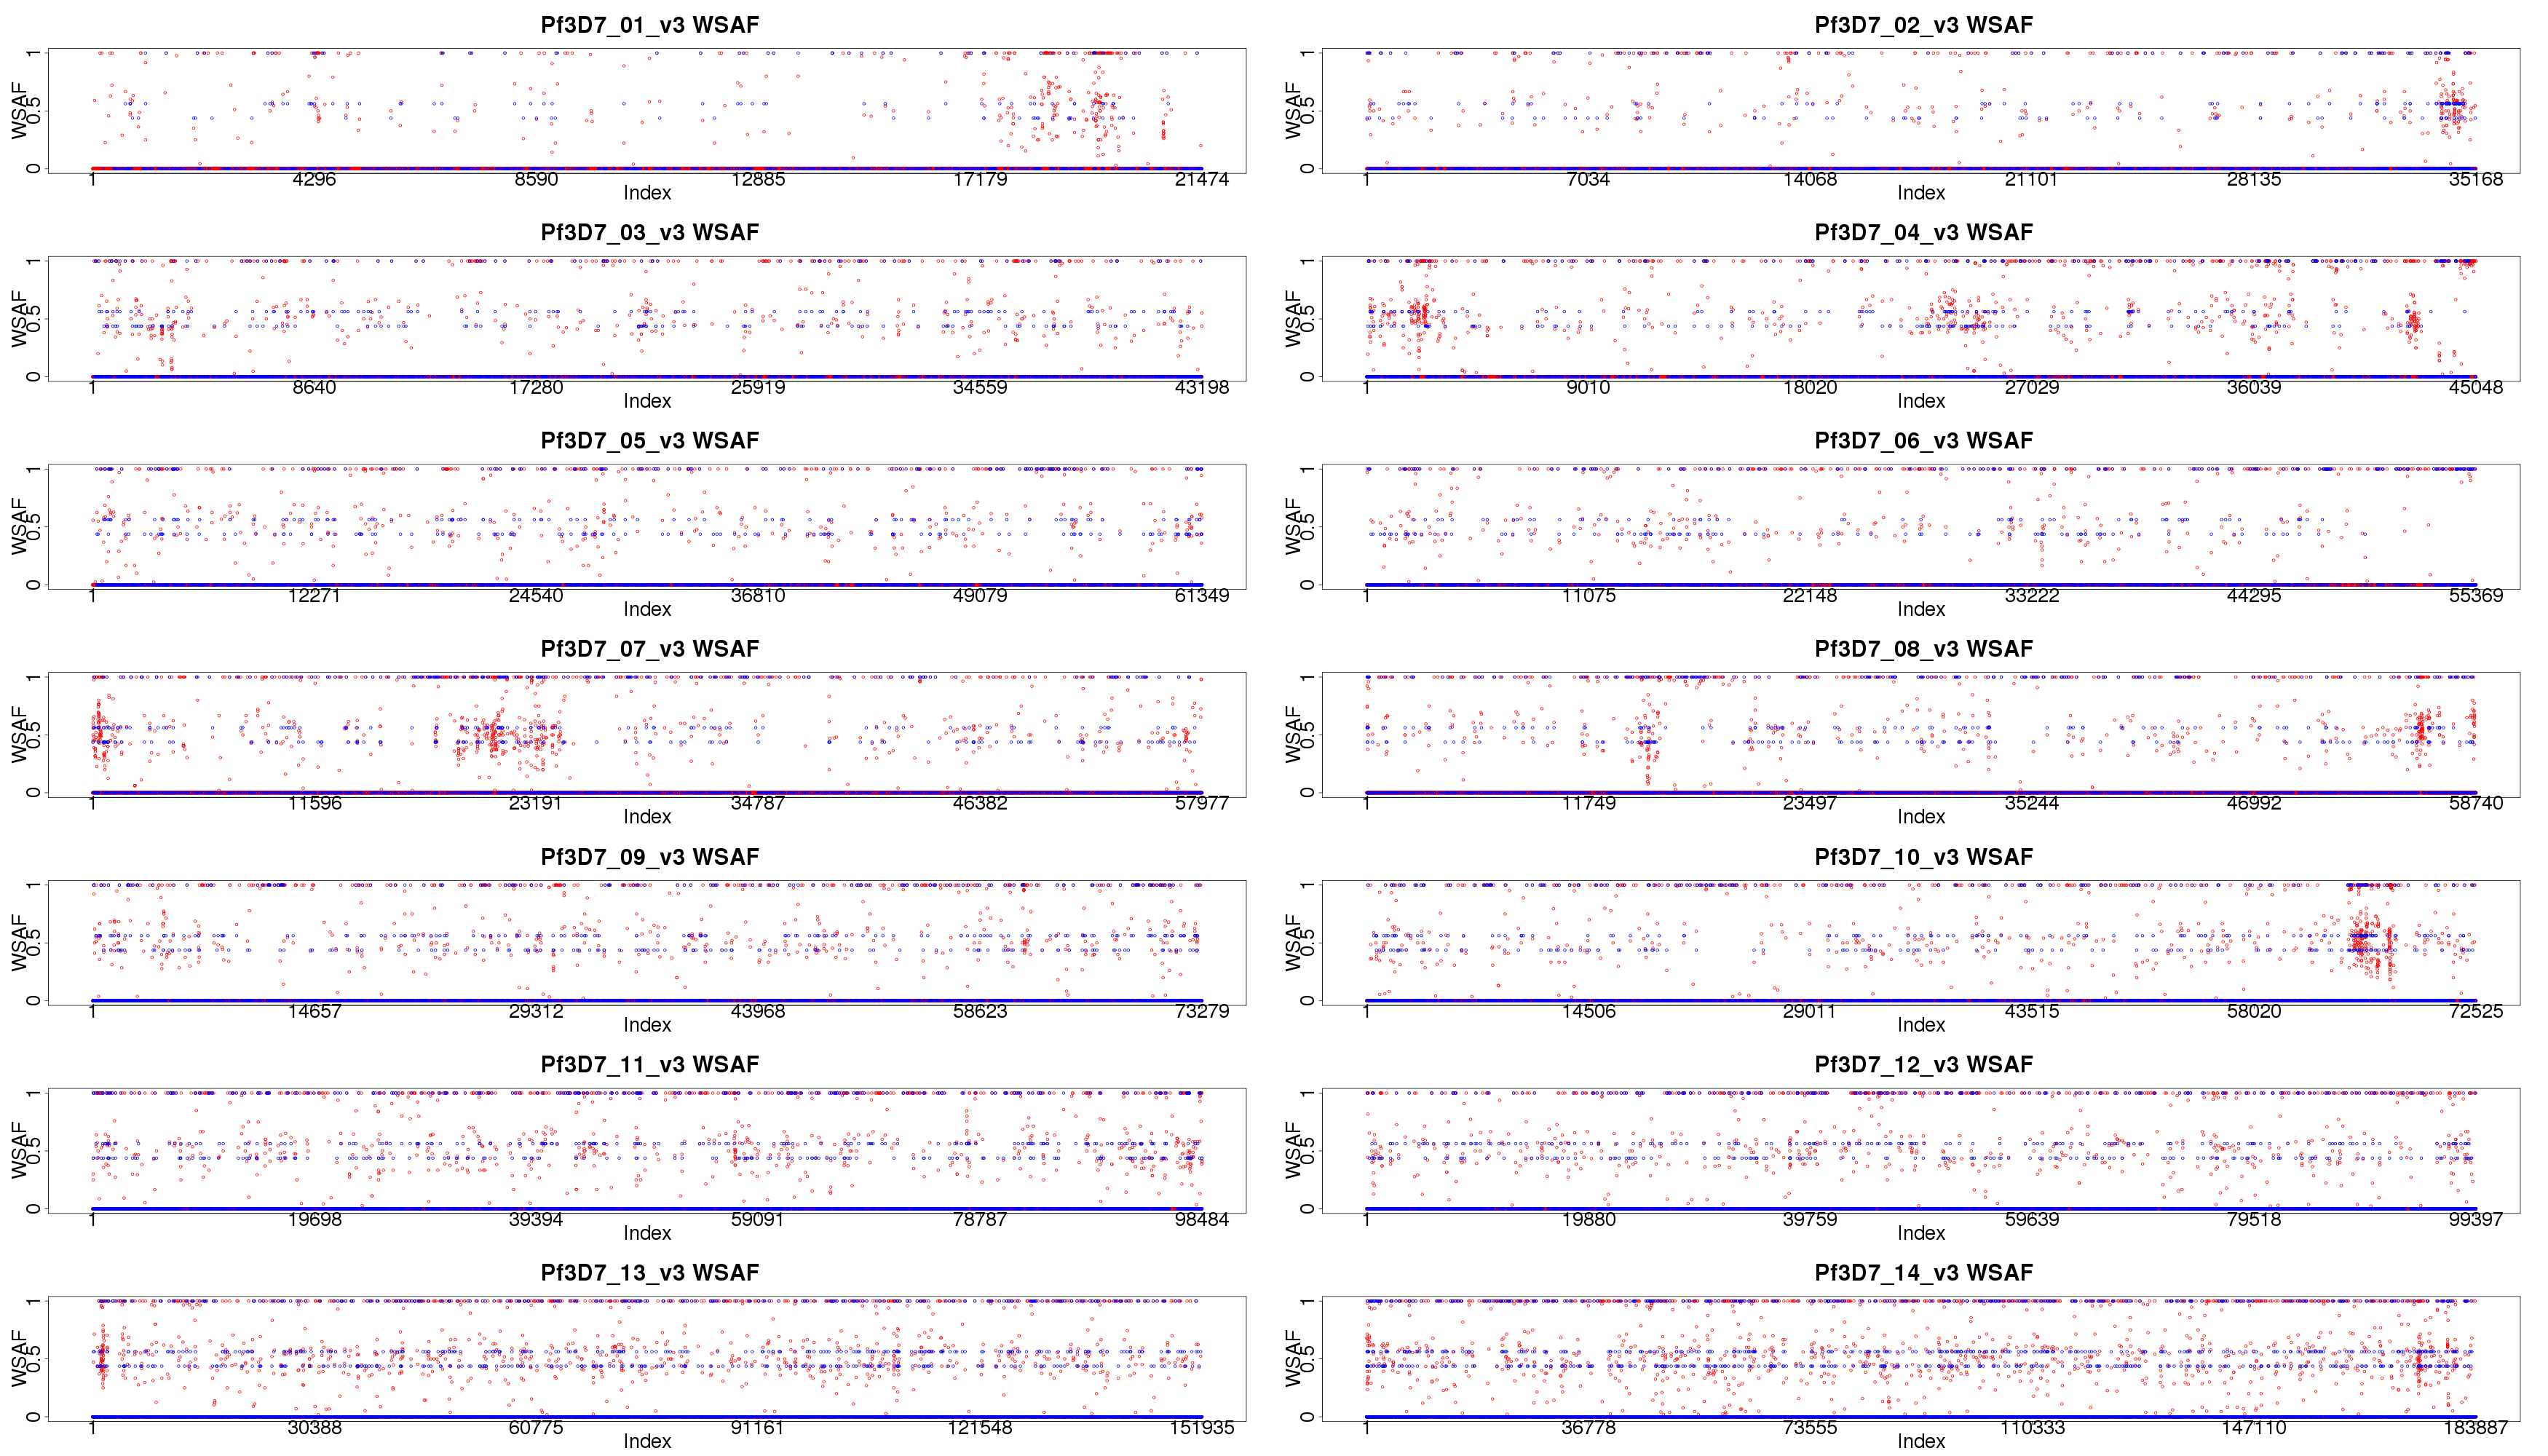 Pf3D7_01_v3 WSAF
WSAF
0 0.5 1
1 4296 8590 12885 17179 21474
Index
Pf3D7_02_v3 WSAF
WSAF
0 0.5 1
1 7034 14068 21101 28135 35168
Index
Pf3D7_03_v3 WSAF
WSAF
0 0.5 1
1 8640 17280 25919 34559 43198
Index
Pf3D7_04_v3 WSAF
WSAF
0 0.5 1
1 9010 18020 27029 36039 45048
Index
Pf3D7_05_v3 WSAF
WSAF
0 0.5 1
1 12271 24540 36810 49079 61349
Index
Pf3D7_06_v3 WSAF
WSAF
0 0.5 1
1 11075 22148 33222 44295 55369
Index
Pf3D7_07_v3 WSAF
WSAF
0 0.5 1
1 11596 23191 34787 46382 57977
Index
Pf3D7_08_v3 WSAF
WSAF
0 0.5 1
1 11749 23497 35244 46992 58740
Index
Pf3D7_09_v3 WSAF
WSAF
0 0.5 1
1 14657 29312 43968 58623 73279
Index
Pf3D7_10_v3 WSAF
WSAF
0 0.5 1
1 14506 29011 43515 58020 72525
Index
Pf3D7_11_v3 WSAF
WSAF
0 0.5 1
1 19698 39394 59091 78787 98484
Index
Pf3D7_12_v3 WSAF
WSAF
0 0.5 1
1 19880 39759 59639 79518 99397
Index
Pf3D7_13_v3 WSAF
WSAF
0 0.5 1
1 30388 60775 91161 121548 151935
Index
Pf3D7_14_v3 WSAF
WSAF
0 0.5 1
1 36778 73555 110333 147110 183887
Index